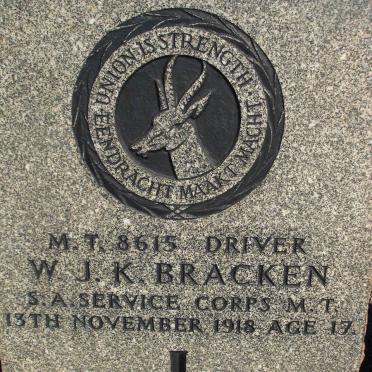 UNION IS STRENGTH
EENDRACHT MAAKT MACHT
M.T. 8615 DRIVER
W. J. K. BRACKEN
S.A. SERVICE CORPS M.T.
13TH NOVEMBER 1918 AGE 17